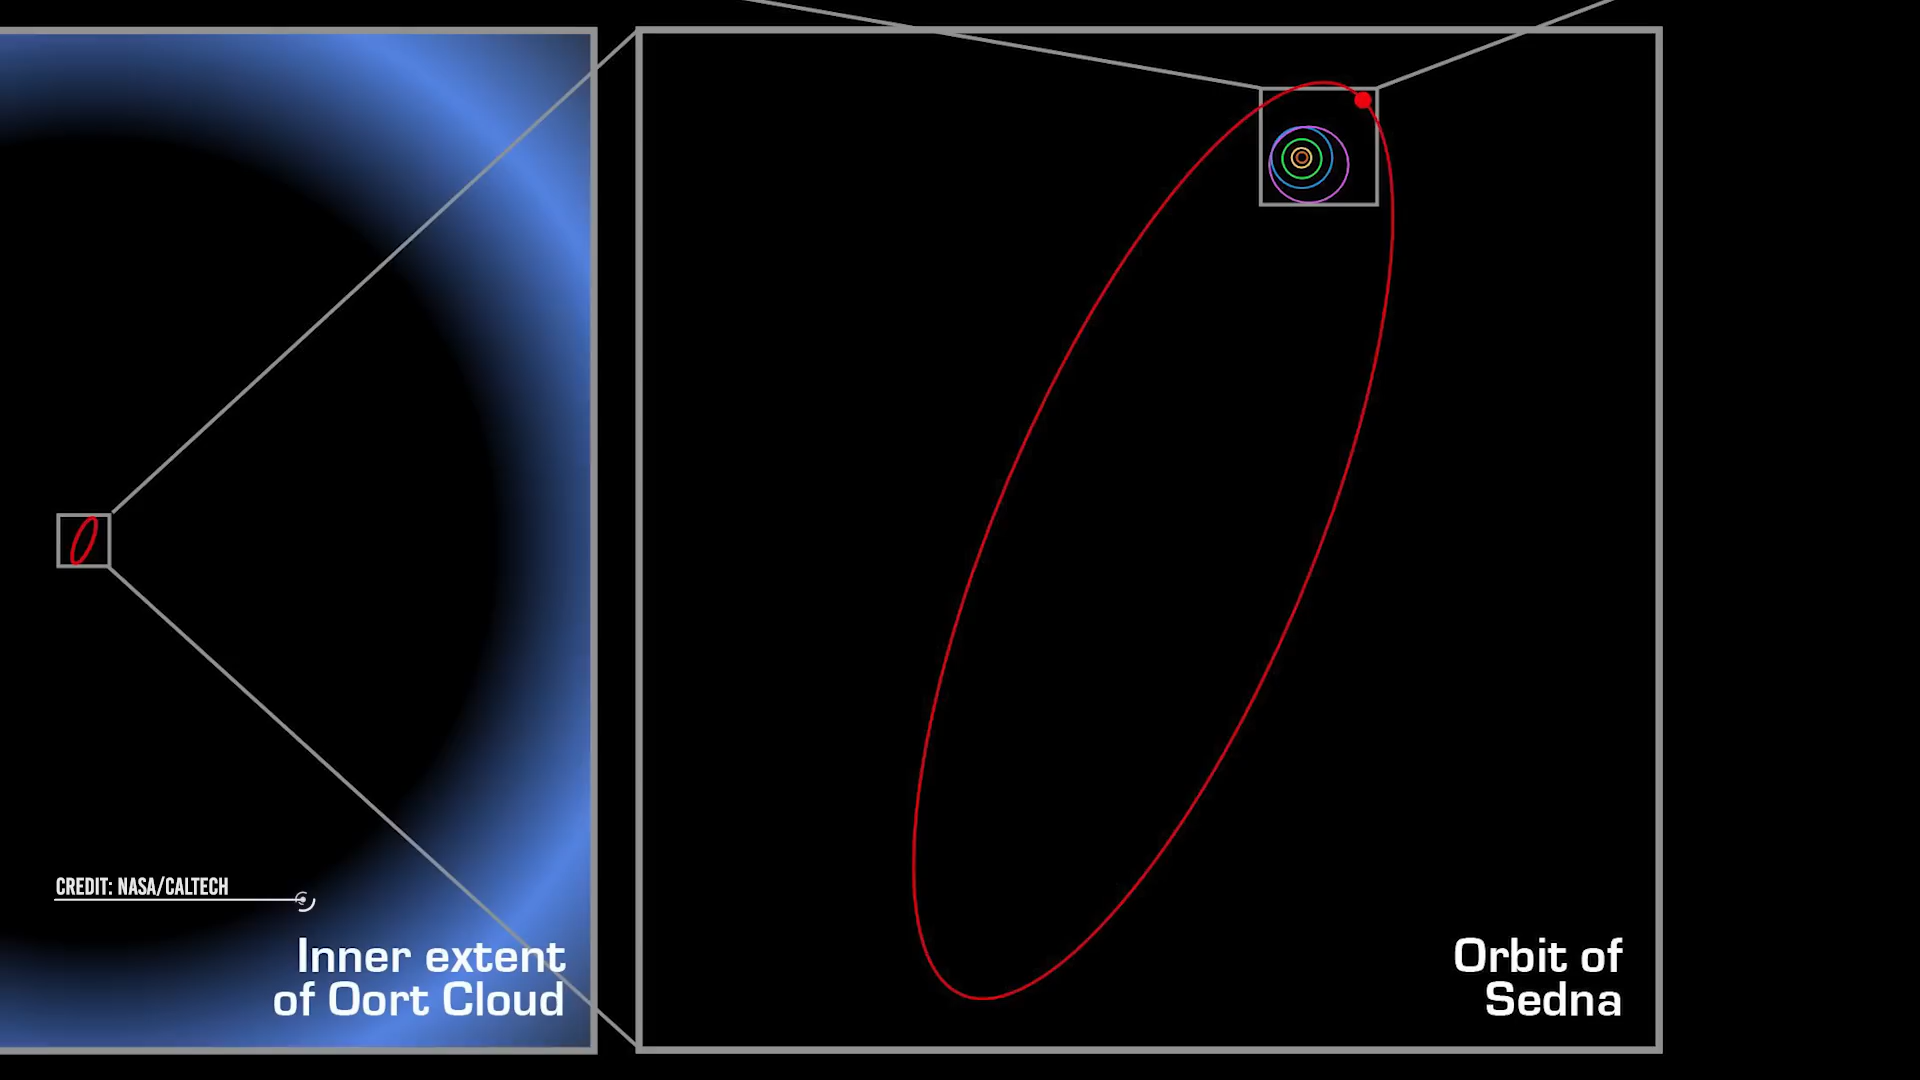 CREDIT: NASA/CALTECH
Inner extent
of Oort Cloud
Orbit of
Sedna